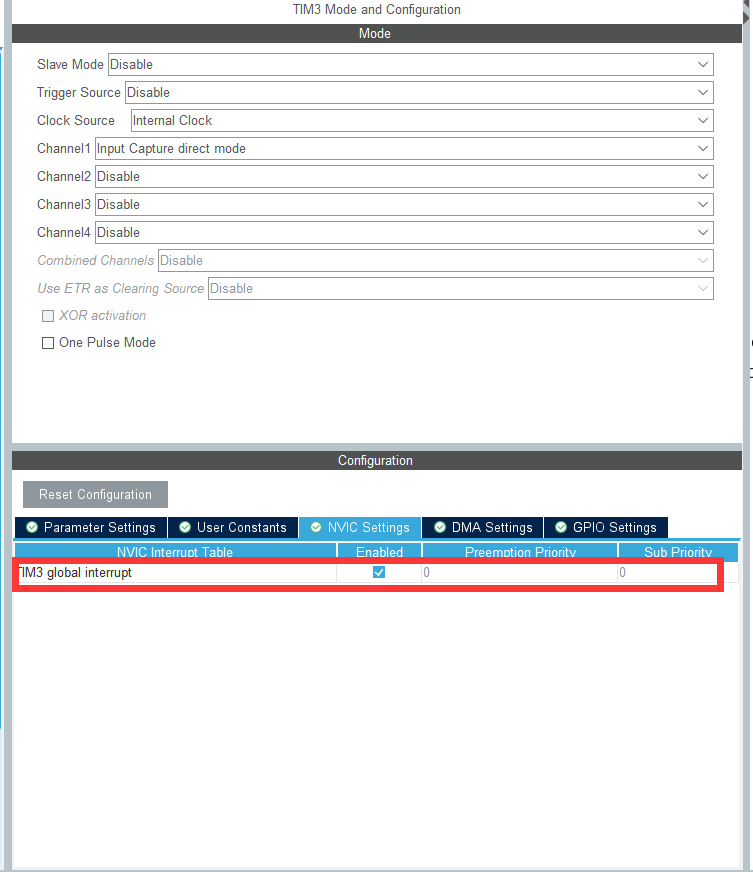 TIM3 Mode and Configuration
Mode
Slave Mode Disable
Trigger Source Disable
Clock Source Internal Clock
Channel1 Input Capture direct mode
Channel2 Disable
Channel3 Disable
Channel4 Disable
Combined Channels Disable
Use ETR as Clearing Source Disable
XOR activation
One Pulse Mode
Configuration
Reset Configuration
Parameter Settings User Constants NVIC Settings DMA Settings GPIO Settings
NVIC Interrupt Table Enabled Preemption Priority Sub Priority
TIM3 global interrupt 0 0